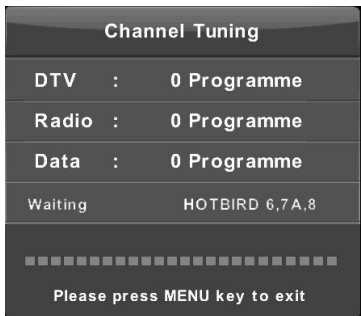 Channel Tuning
DTV : 0 Programme
Radio : 0 Programme
Data : 0 Programme
Waiting HOTBIRD 6,7A,8
Please press MENU key to exit